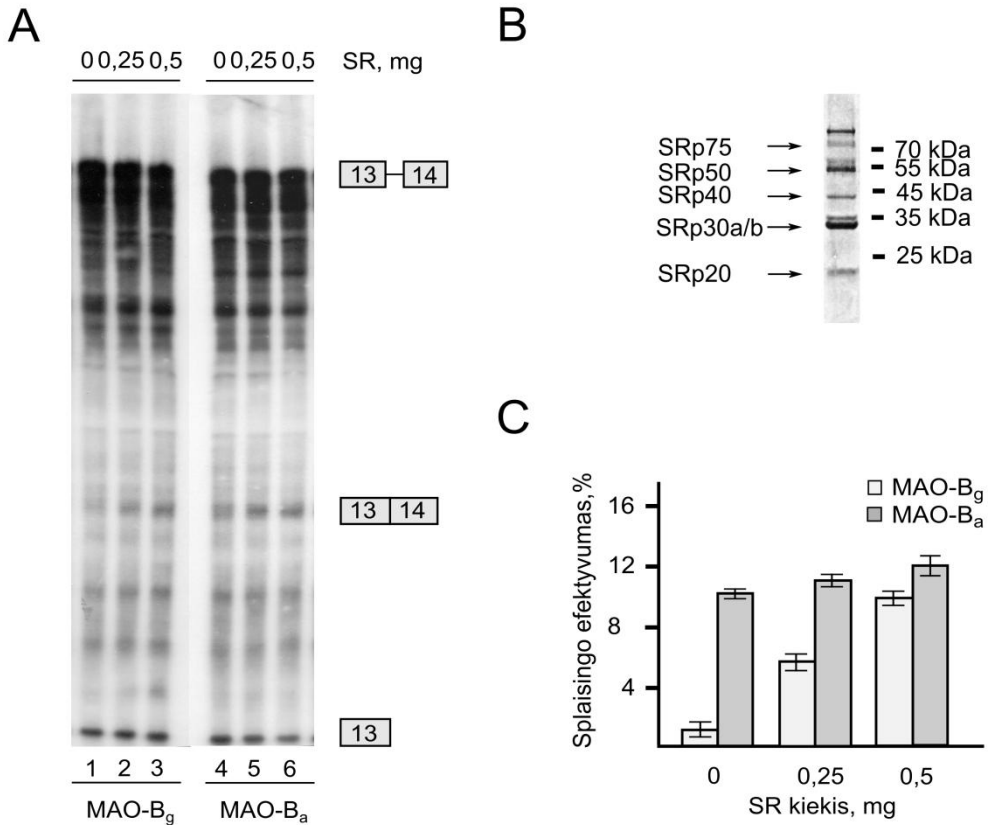 A
0 0,25 0,5 0 0,25 0,5 SR, mg
13 14
13 14
13
1 2 3 4 5 6
MAO-Bg MAO-Ba
B
SRp75
SRp50
SRp40
SRp30a/b
SRp20
70 kDa
55 kDa
45 kDa
35 kDa
25 kDa
C
Splaisingo efektyvumas,%
16
12
8
4
MAO-Bg
MAO-Ba
0 0,25 0,5
SR kiekis, mg